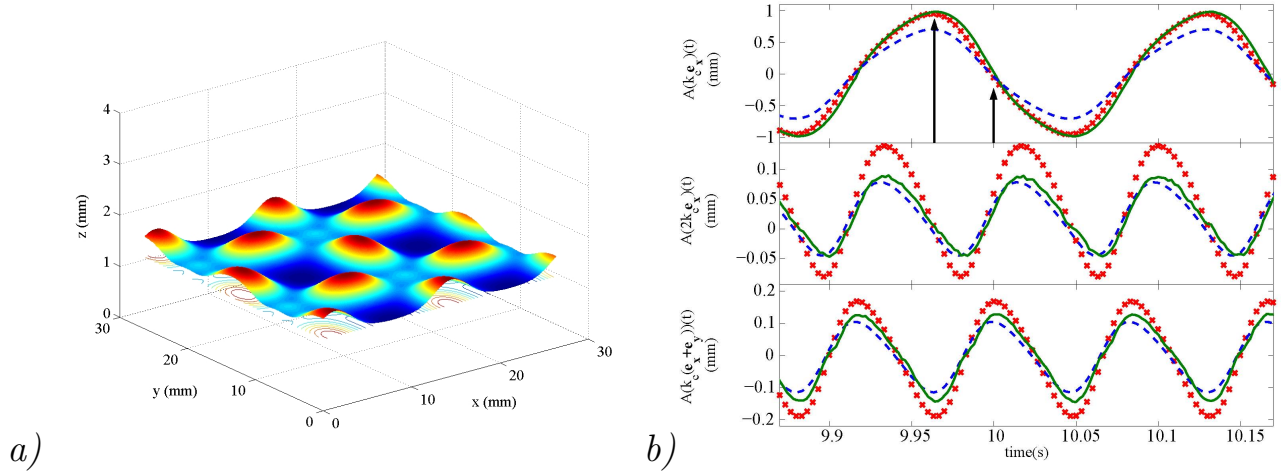 4
3
2
1
0
z (mm)
30
20
10
0
y (mm)
0
10
20
30
x (mm)
a)
A(k_c e_x)(t)
(mm)
1
0.5
0
−0.5
−1
A(2k_c e_x)(t)
(mm)
0.1
0.05
0
−0.05
A(k_c(e_x+e_y))(t)
(mm)
0.2
0.1
0
−0.1
−0.2
9.9 9.95 10 10.05 10.1 10.15
time(s)
b)